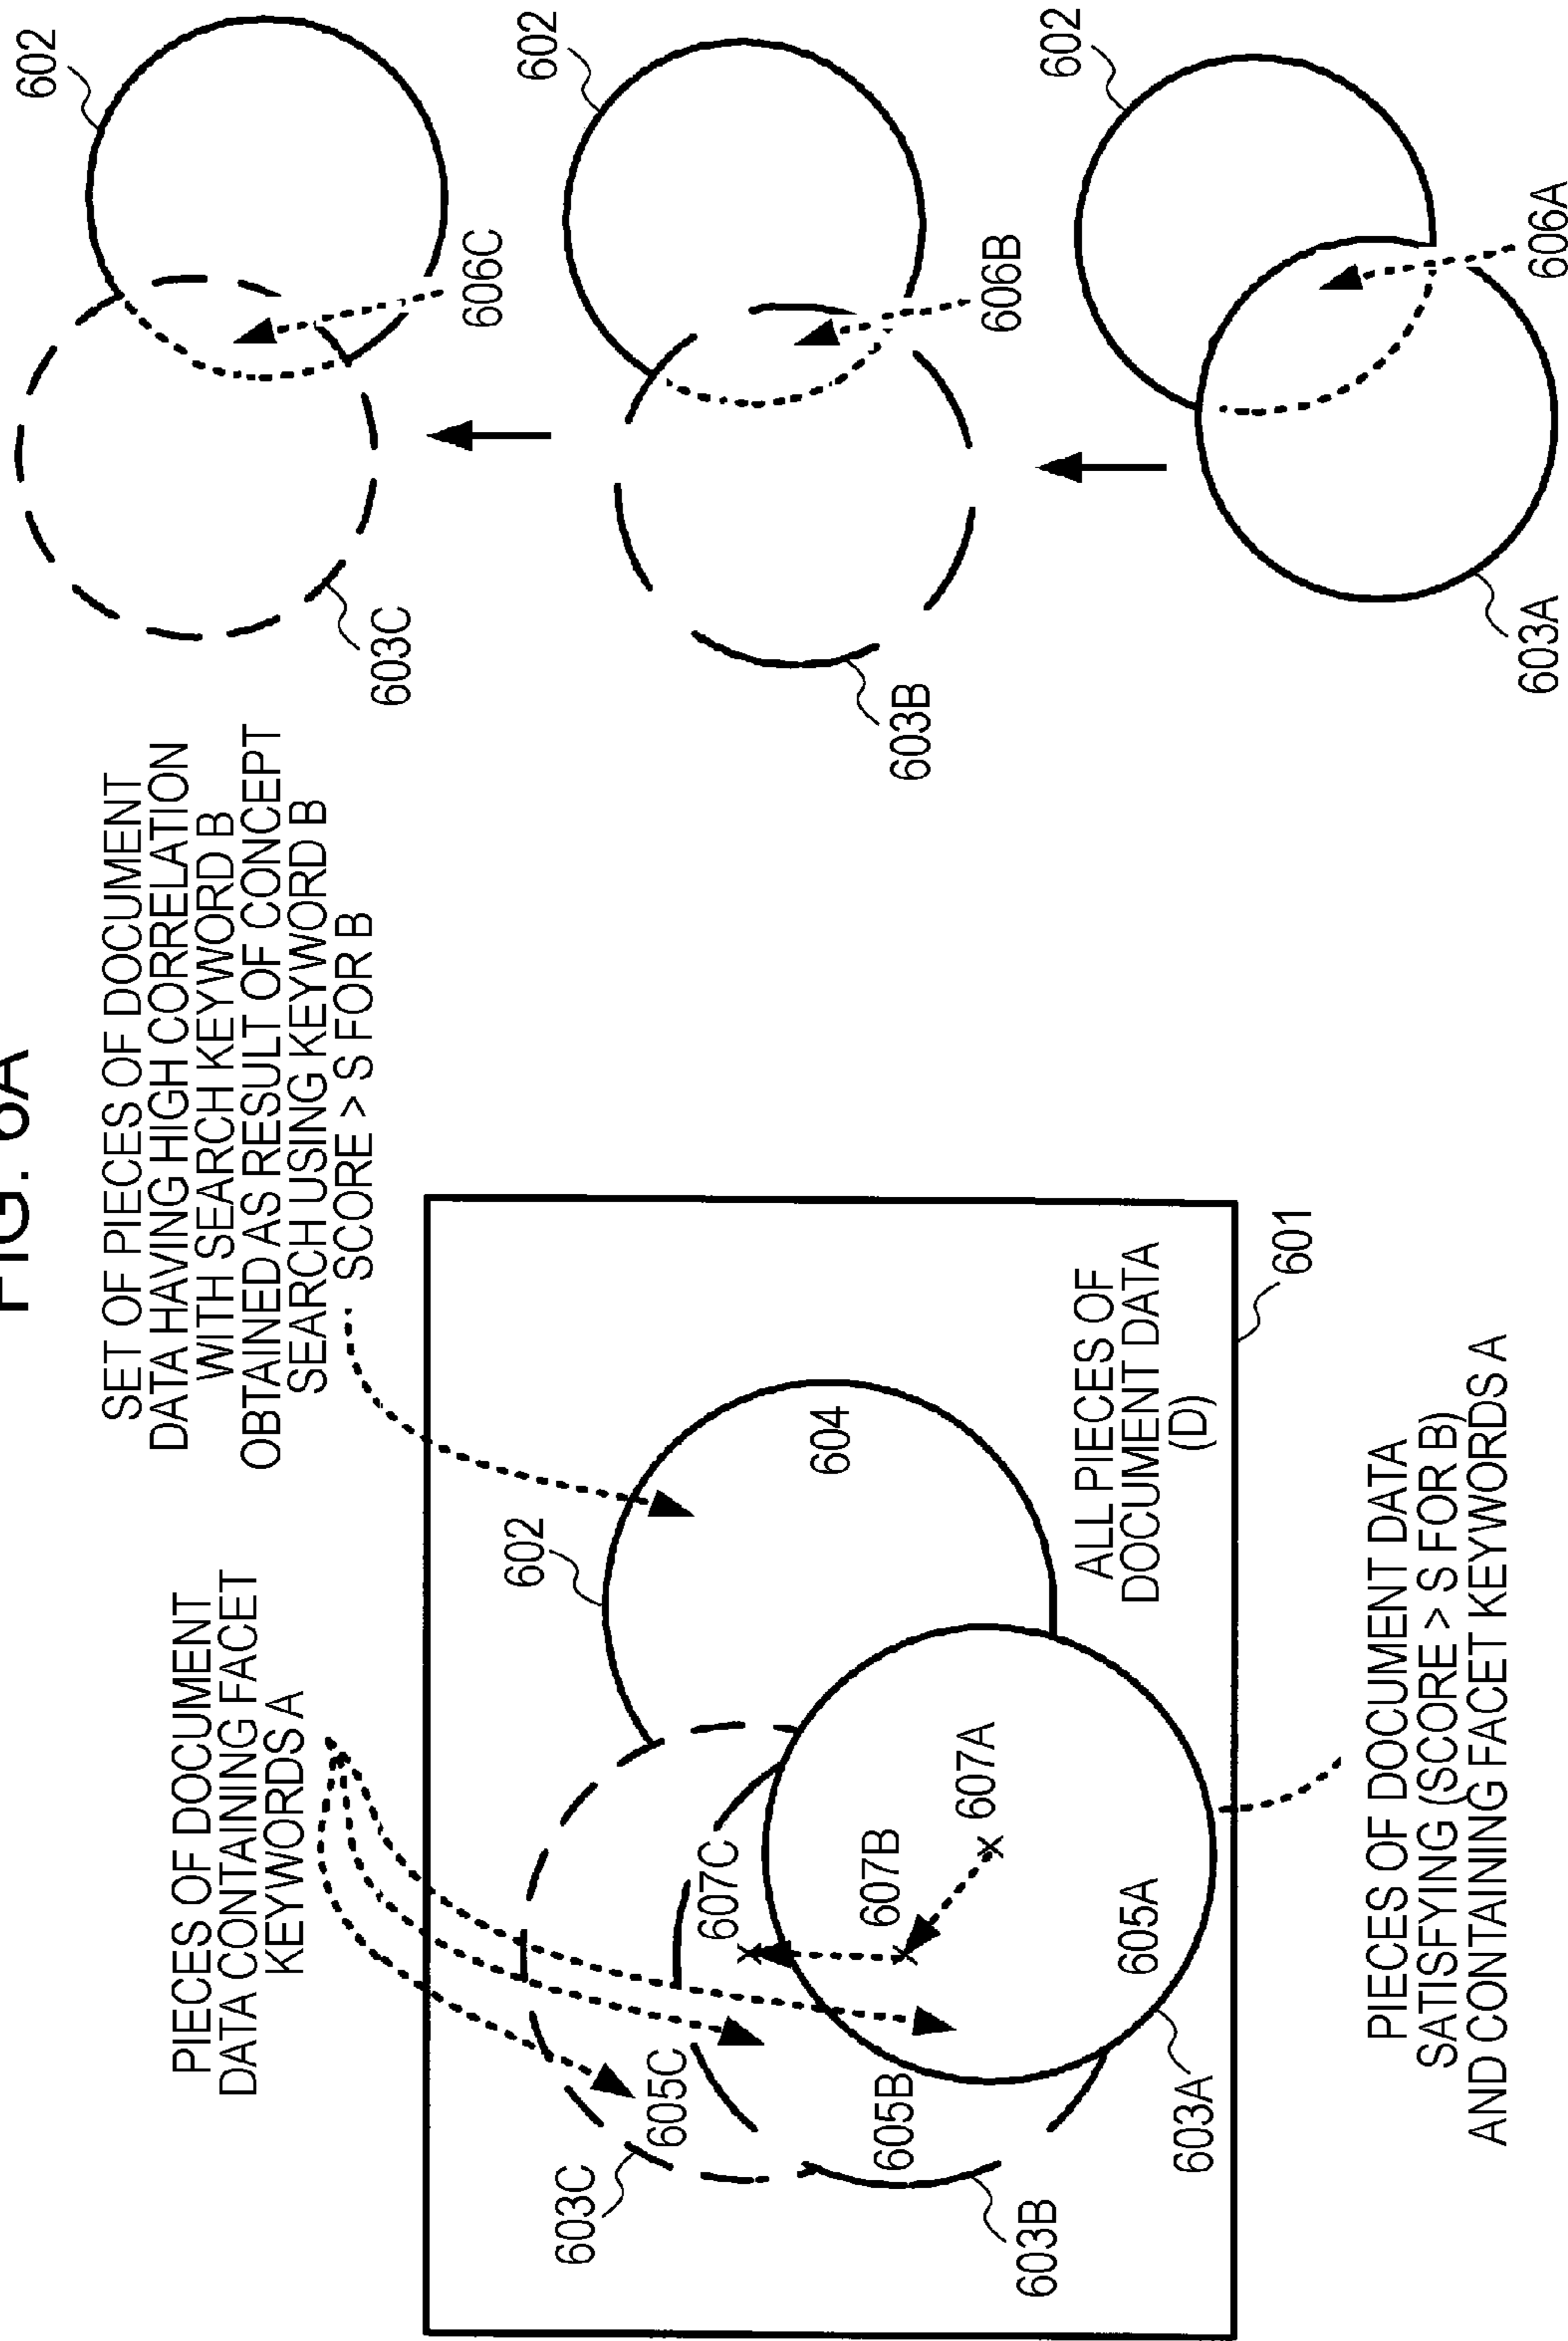 FIG. 6A
PIECES OF DOCUMENT
DATA CONTAINING FACET
KEYWORDS A
SET OF PIECES OF DOCUMENT
DATA HAVING HIGH CORRELATION
WITH SEARCH KEYWORD B
OBTAINED AS RESULT OF CONCEPT
SEARCH USING KEYWORD B
SCORE > S FOR B
602
604
603C
605C
607C
607B
607A
605B
605A
603B
603A
ALL PIECES OF
DOCUMENT DATA
(D)
601
PIECES OF DOCUMENT DATA
SATISFYING (SCORE > S FOR B)
AND CONTAINING FACET KEYWORDS A
602
606C
603C
602
606B
603B
602
606A
603A